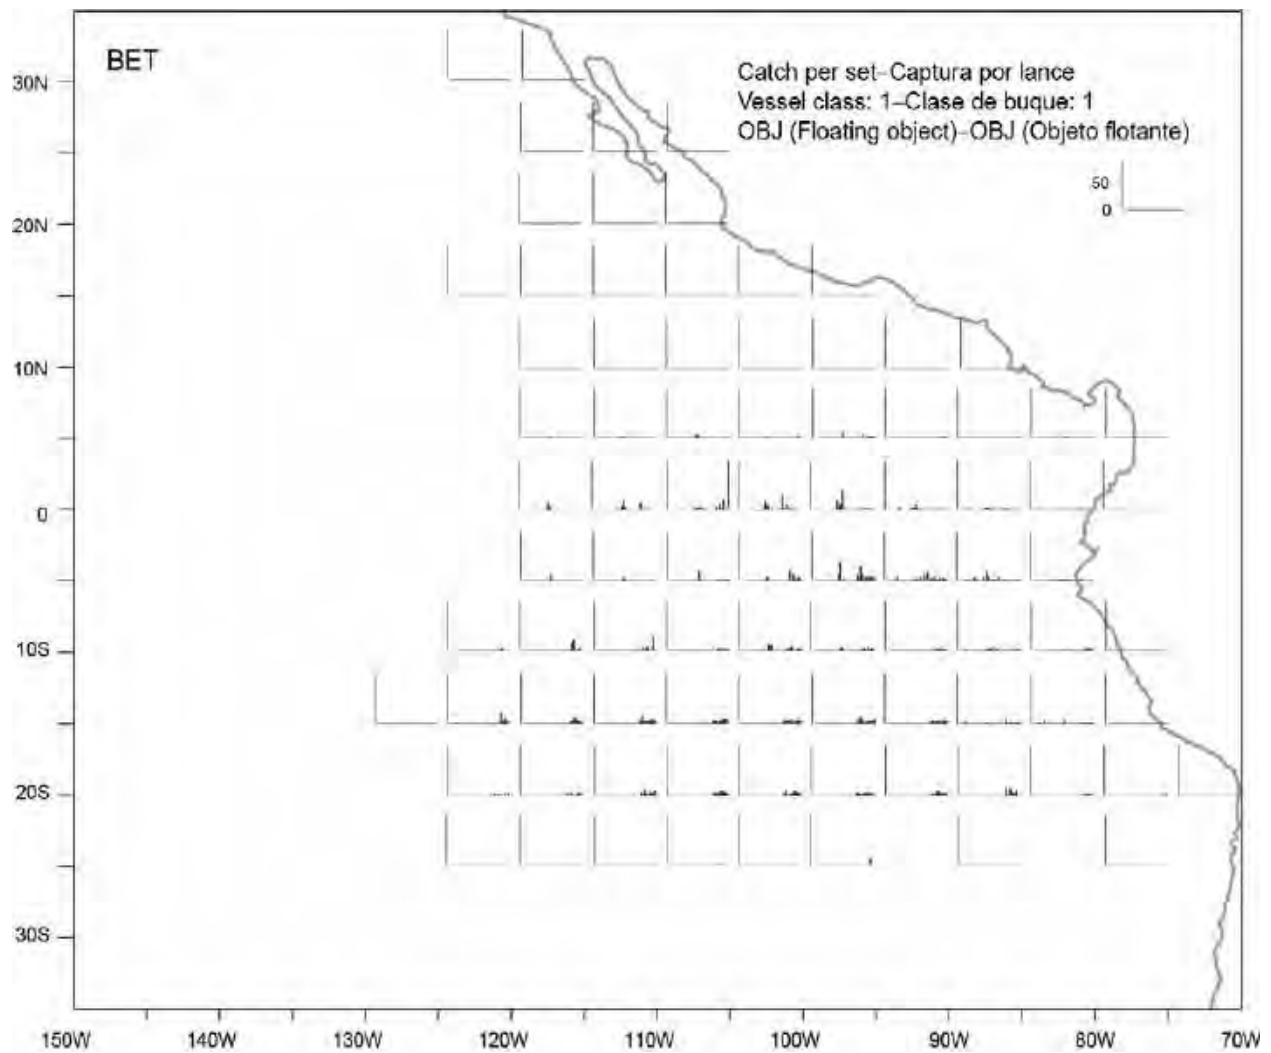 BET
Catch per set–Captura por lance
Vessel class: 1–Clase de buque: 1
OBJ (Floating object)–OBJ (Objeto flotante)
50
0
30N
20N
10N
0
10S
20S
30S
150W 140W 130W 120W 110W 100W 90W 80W 70W